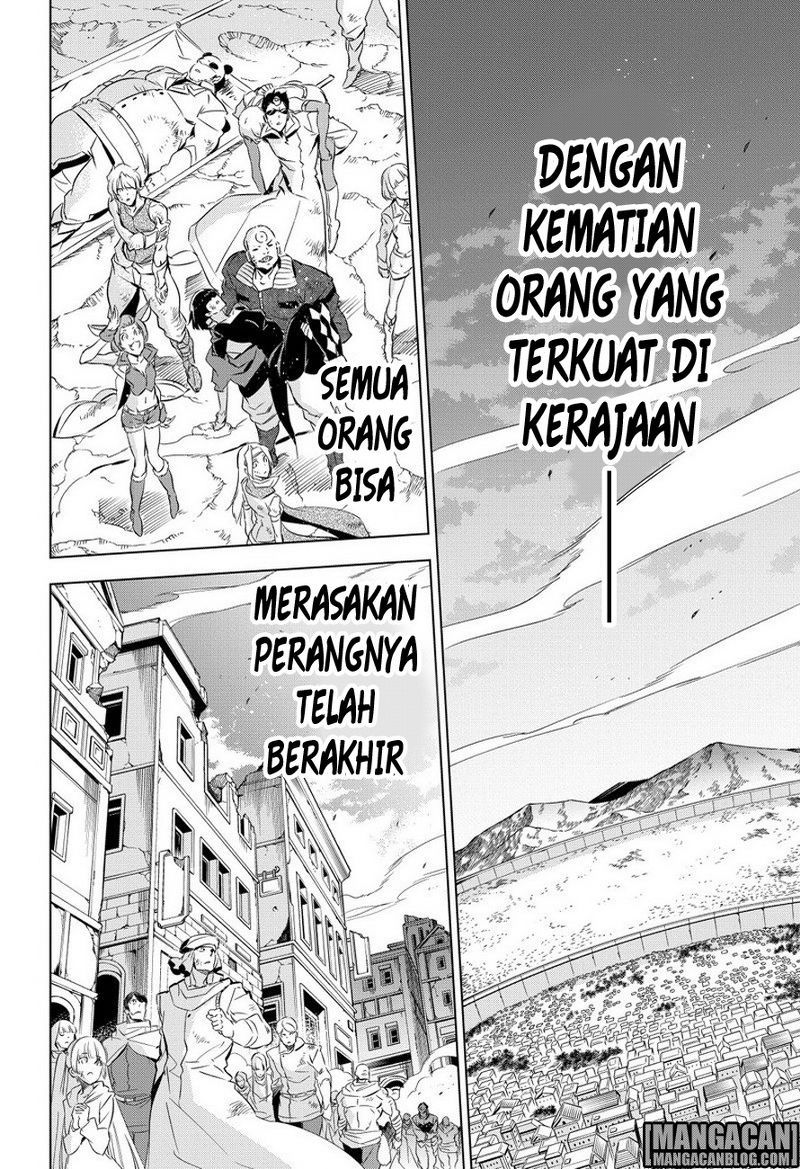 DENGAN
KEMATIAN
ORANG YANG
TERKUAT DI
KERAJAAN
SEMUA
ORANG
BISA
MERASAKAN
PERANGNYA
TELAH
BERAKHIR
MANGACAN
MANGACANBLOG.COM